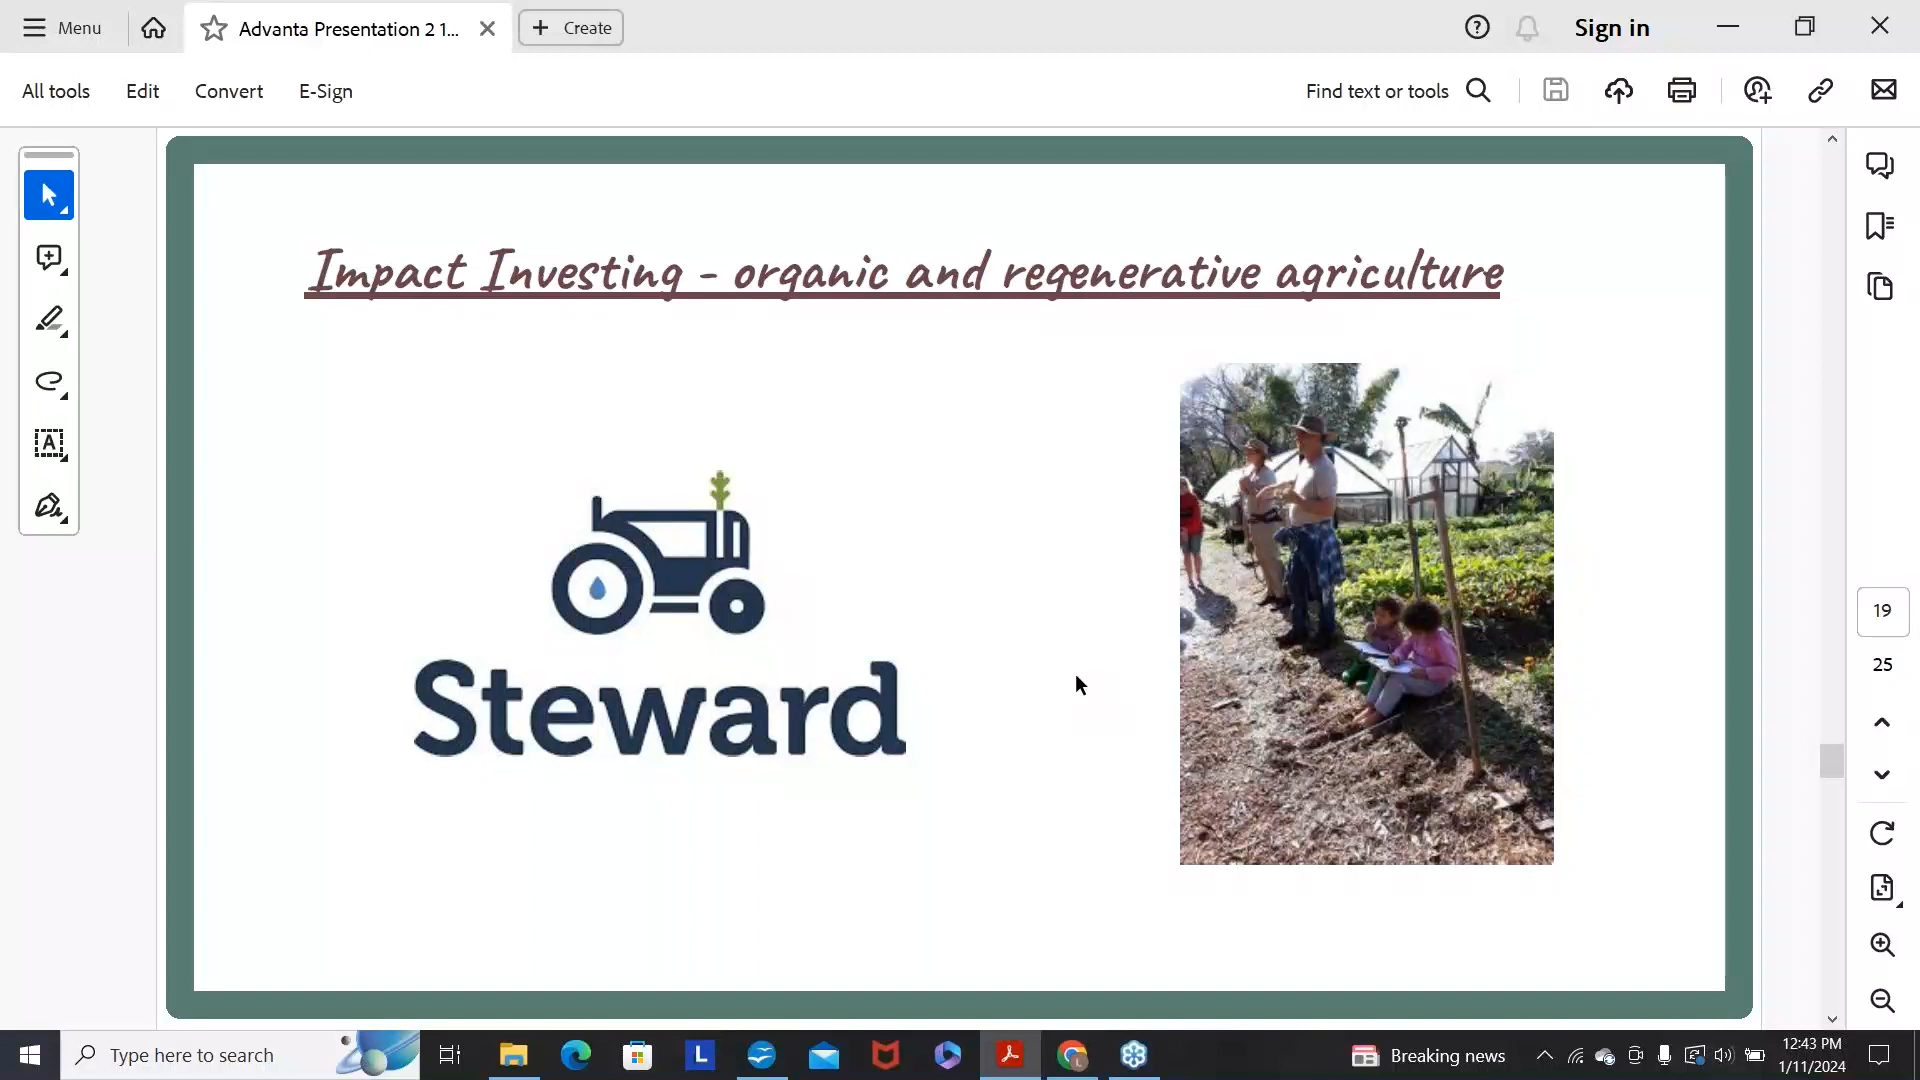 Menu
Advanta Presentation 2 1...
Create
Sign in
All tools
Edit
Convert
E-Sign
Find text or tools
Impact Investing - organic and regenerative agriculture
Steward
A
19
25
Type here to search
L
Breaking news
12:43 PM
1/11/2024